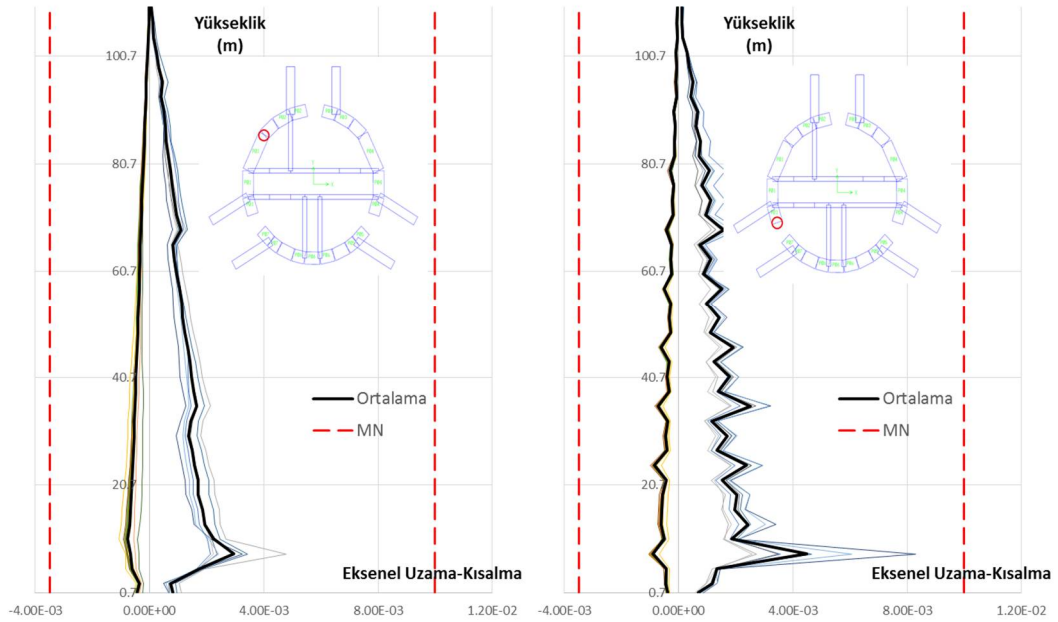 Yükseklik
(m)
100.7
80.7
60.7
40.7
20.7
0.7
Ortalama
MN
Eksenel Uzama-Kısalma
-4.00E-03
0.00E+00
4.00E-03
1.20E-02
Yükseklik
(m)
100.7
80.7
60.7
40.7
20.7
0.7
Ortalama
MN
Eksenel Uzama-Kısalma
-4.00E-03
0.00E+00
4.00E-03
8.00E-03
1.20E-02